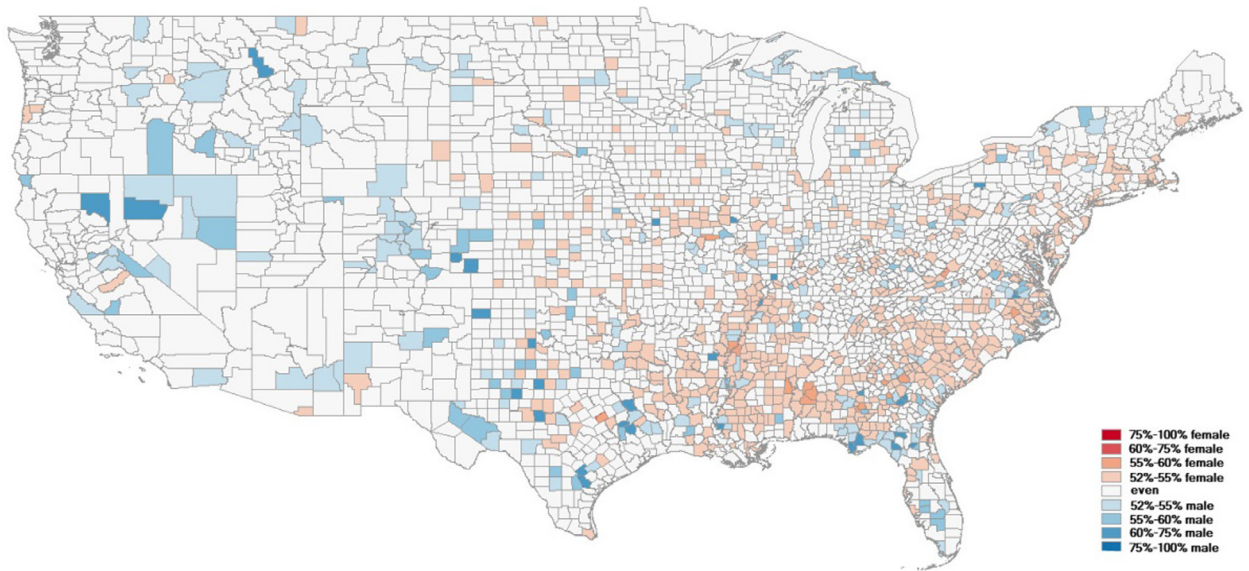 75%-100% female
60%-75% female
55%-60% female
52%-55% female
even
52%-55% male
55%-60% male
60%-75% male
75%-100% male